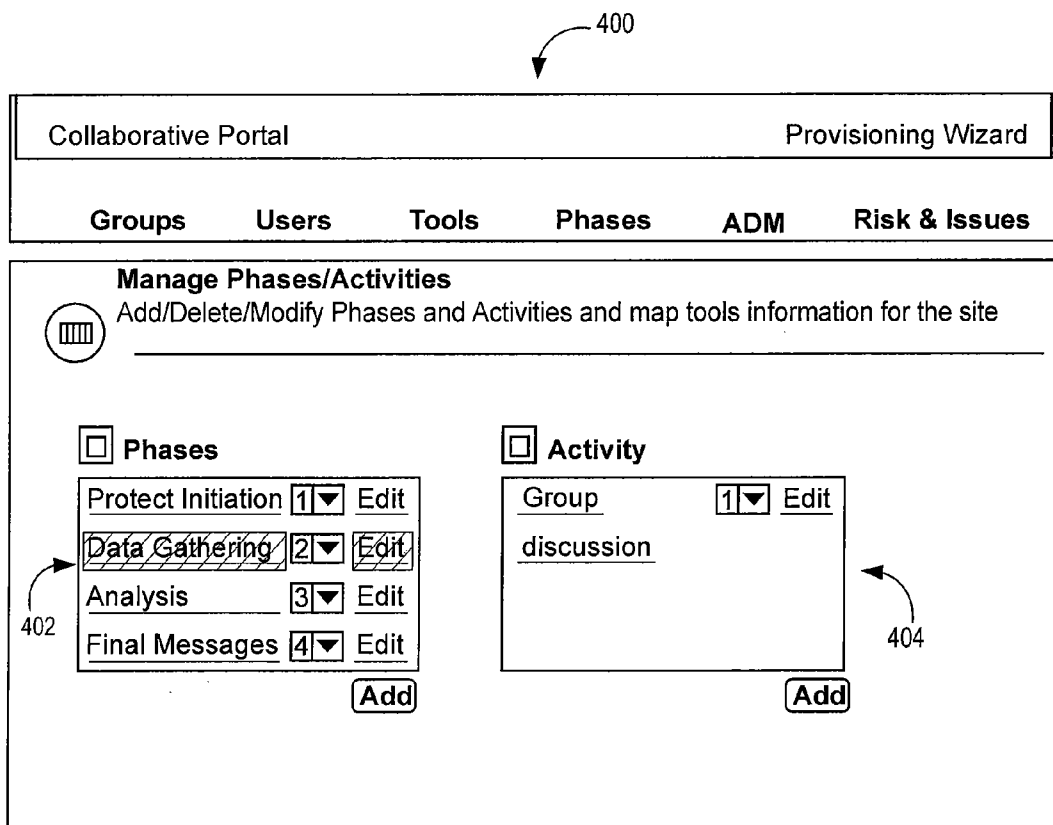 400
Collaborative Portal Provisioning Wizard
Groups Users Tools Phases ADM Risk & Issues
Manage Phases/Activities
Add/Delete/Modify Phases and Activities and map tools information for the site
Phases
Protect Initiation 1 Edit
Data Gathering 2 Edit
Analysis 3 Edit
Final Messages 4 Edit
Add
402
Activity
Group 1 Edit
discussion
Add
404